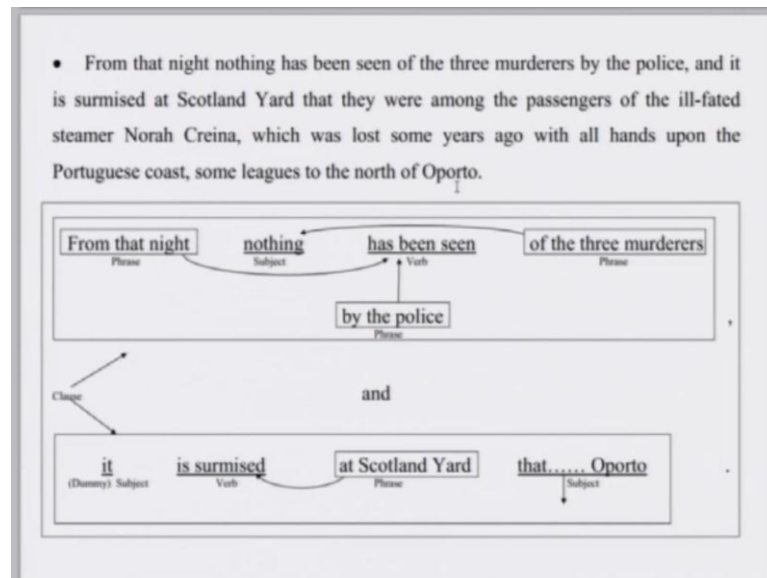 • From that night nothing has been seen of the three murderers by the police, and it
is surmised at Scotland Yard that they were among the passengers of the ill-fated
steamer Norah Creina, which was lost some years ago with all hands upon the
Portuguese coast, some leagues to the north of Oporto.
From that night nothing has been seen of the three murderers
Phrase Subject Verb Phrase
by the police
Phrase
,
Clause
and
it is surmised at Scotland Yard that...... Oporto .
(Dummy) Subject Verb Phrase Subject